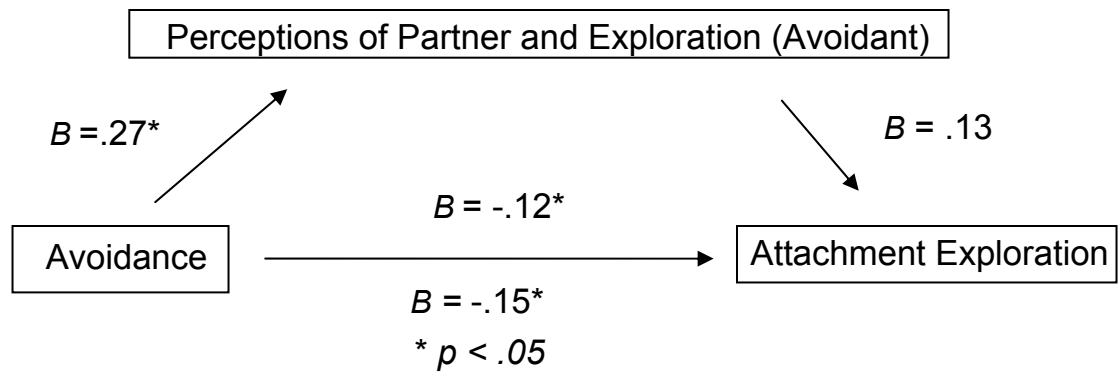 Perceptions of Partner and Exploration (Avoidant)
B =.27*
B = .13
B = -.12*
Avoidance
Attachment Exploration
B = -.15*
* p < .05